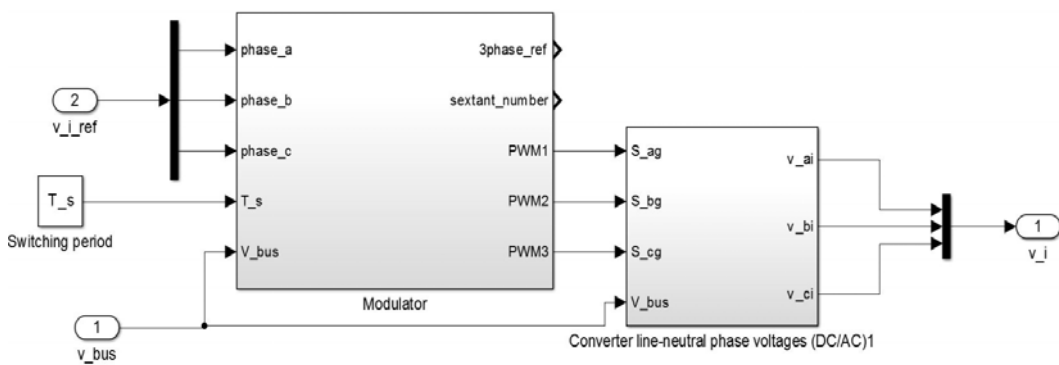 phase_a
3phase_ref
2
v_i_ref
phase_b
sextant_number
phase_c
PWM1
S_ag
v_ai
T_s
Switching period
T_s
PWM2
S_bg
v_bi
1
v_i
V_bus
PWM3
S_cg
v_ci
Modulator
V_bus
1
v_bus
Converter line-neutral phase voltages (DC/AC)1